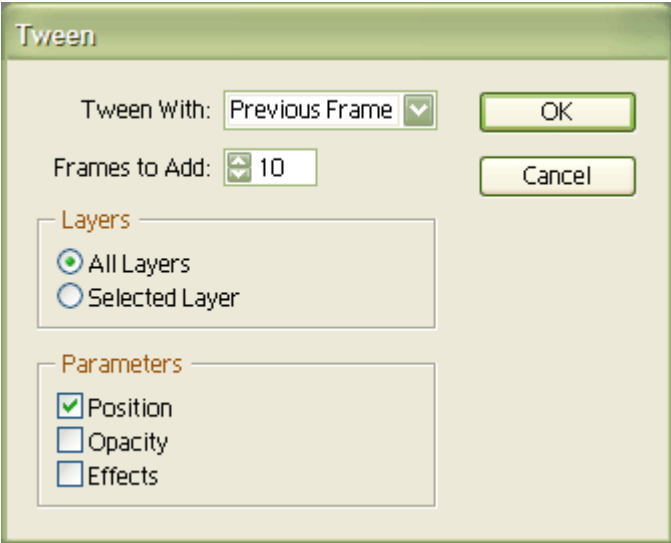 Tween
Tween With: Previous Frame
OK
Frames to Add: 10
Cancel
Layers
All Layers
Selected Layer
Parameters
Position
Opacity
Effects